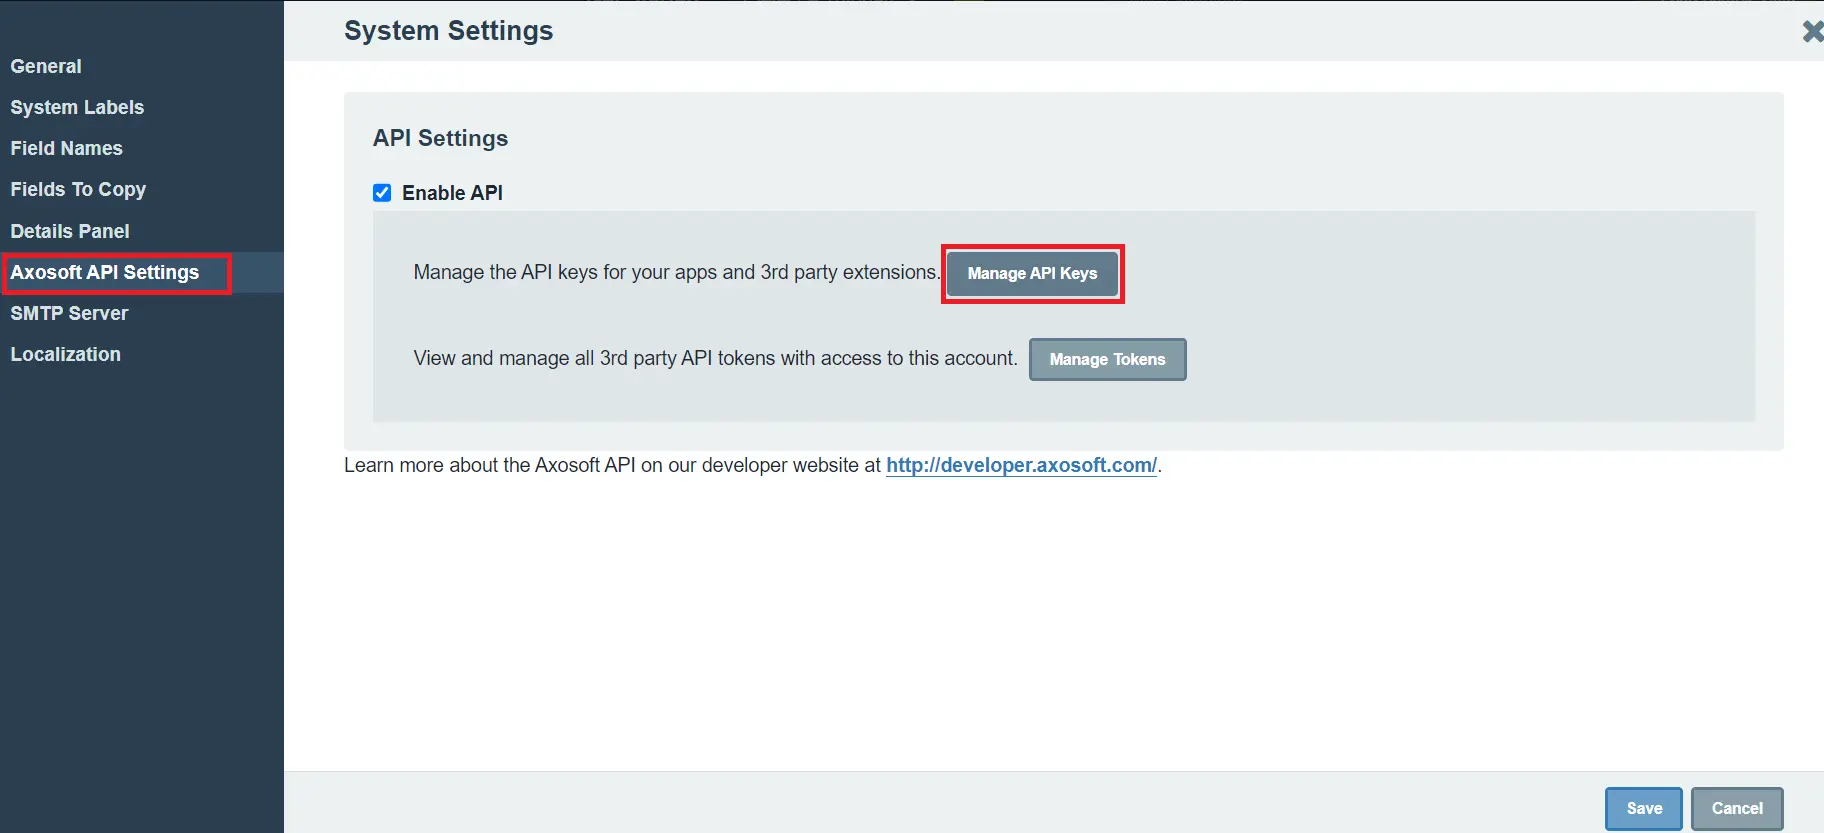 System Settings
General
System Labels
Field Names
Fields To Copy
Details Panel
Axosoft API Settings
SMTP Server
Localization
API Settings
Enable API
Manage the API keys for your apps and 3rd party extensions. Manage API Keys
View and manage all 3rd party API tokens with access to this account. Manage Tokens
Learn more about the Axosoft API on our developer website at http://developer.axosoft.com/.
Save Cancel